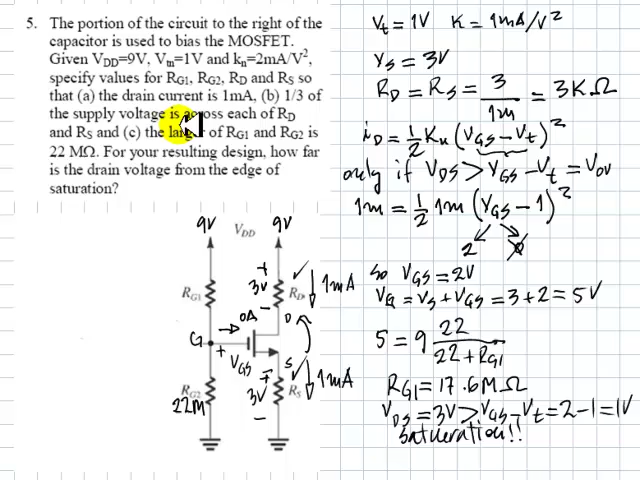 5. The portion of the circuit to the right of the
capacitor is used to bias the MOSFET.
Given VDD=9V, Vtn=1V and kn=2mA/V²,
specify values for RG1, RG2, RD and RS so
that (a) the drain current is 1mA, (b) 1/3 of
the supply voltage is across each of RD
and RS and (c) the larger of RG1 and RG2 is
22 MΩ. For your resulting design, how far
is the drain voltage from the edge of
saturation?
Vt = 1V K = 1mA/V²
VS = 3V
RD = RS = 3/1m = 3KΩ
iD = 1/2 Kn (VGS - Vt)²
only if VDS > VGS - Vt = Vov
1m = 1/2 1m (VGS - 1)²
2 0
so VGS = 2V
VG = VS + VGS = 3 + 2 = 5V
5 = 9 22/(22 + RG1)
RG1 = 17.6MΩ
VDS = 3V > VGS - Vt = 2 - 1 = 1V
Saturation!!
9V VDD 9V
RG1 + 3V - RD 1mA
G 0A D
+ VGS - S
RG2 22M + 3V - RS 1mA